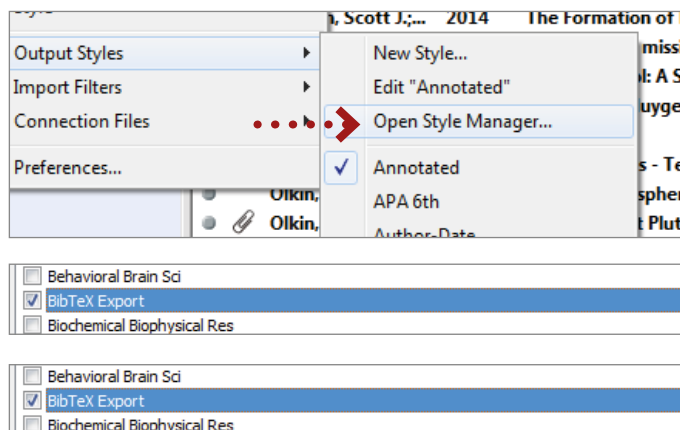 , Scott J.;... 2014 The Formation of
Output Styles
New Style...
Import Filters
Edit "Annotated"
Connection Files
Open Style Manager...
Preferences...
Annotated
Olkin,
APA 6th
Olkin,
Author-Date
Behavioral Brain Sci
BibTeX Export
Biochemical Biophysical Res
Behavioral Brain Sci
BibTeX Export
Biochemical Biophysical Res